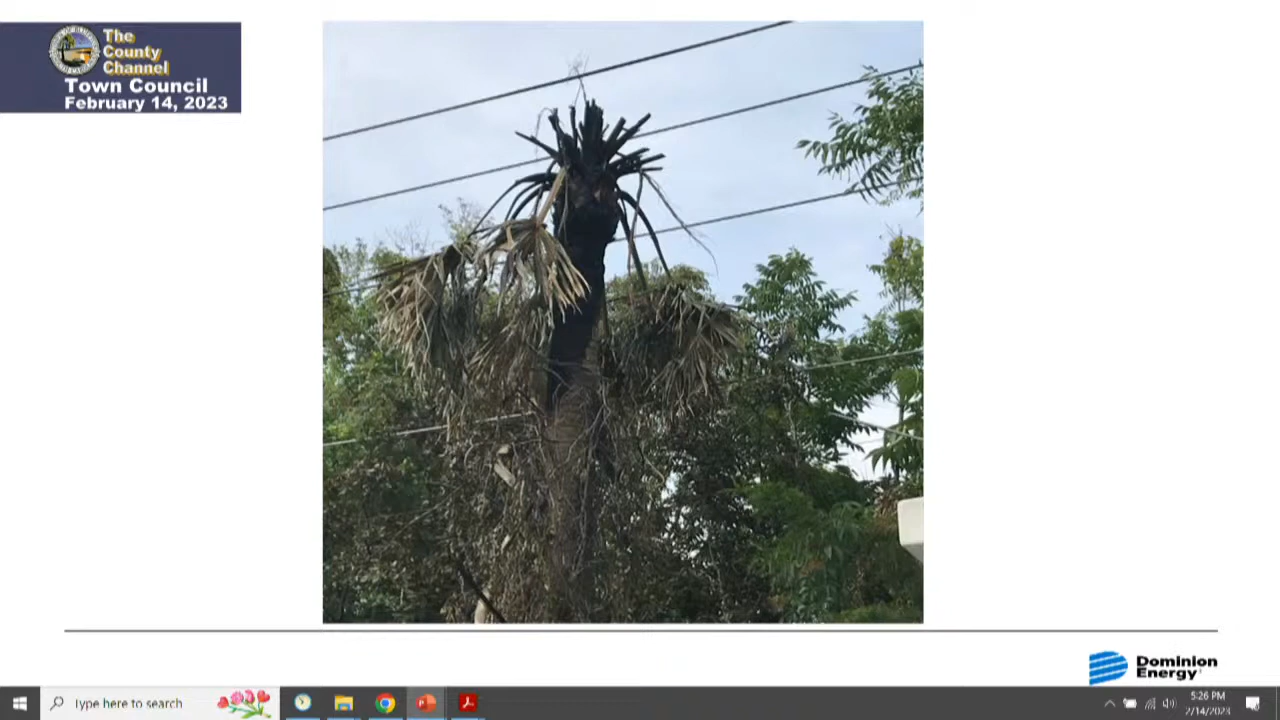 The
County
Channel
Town Council
February 14, 2023
Dominion
Energy
Type here to search
5:26 PM
2/14/2023